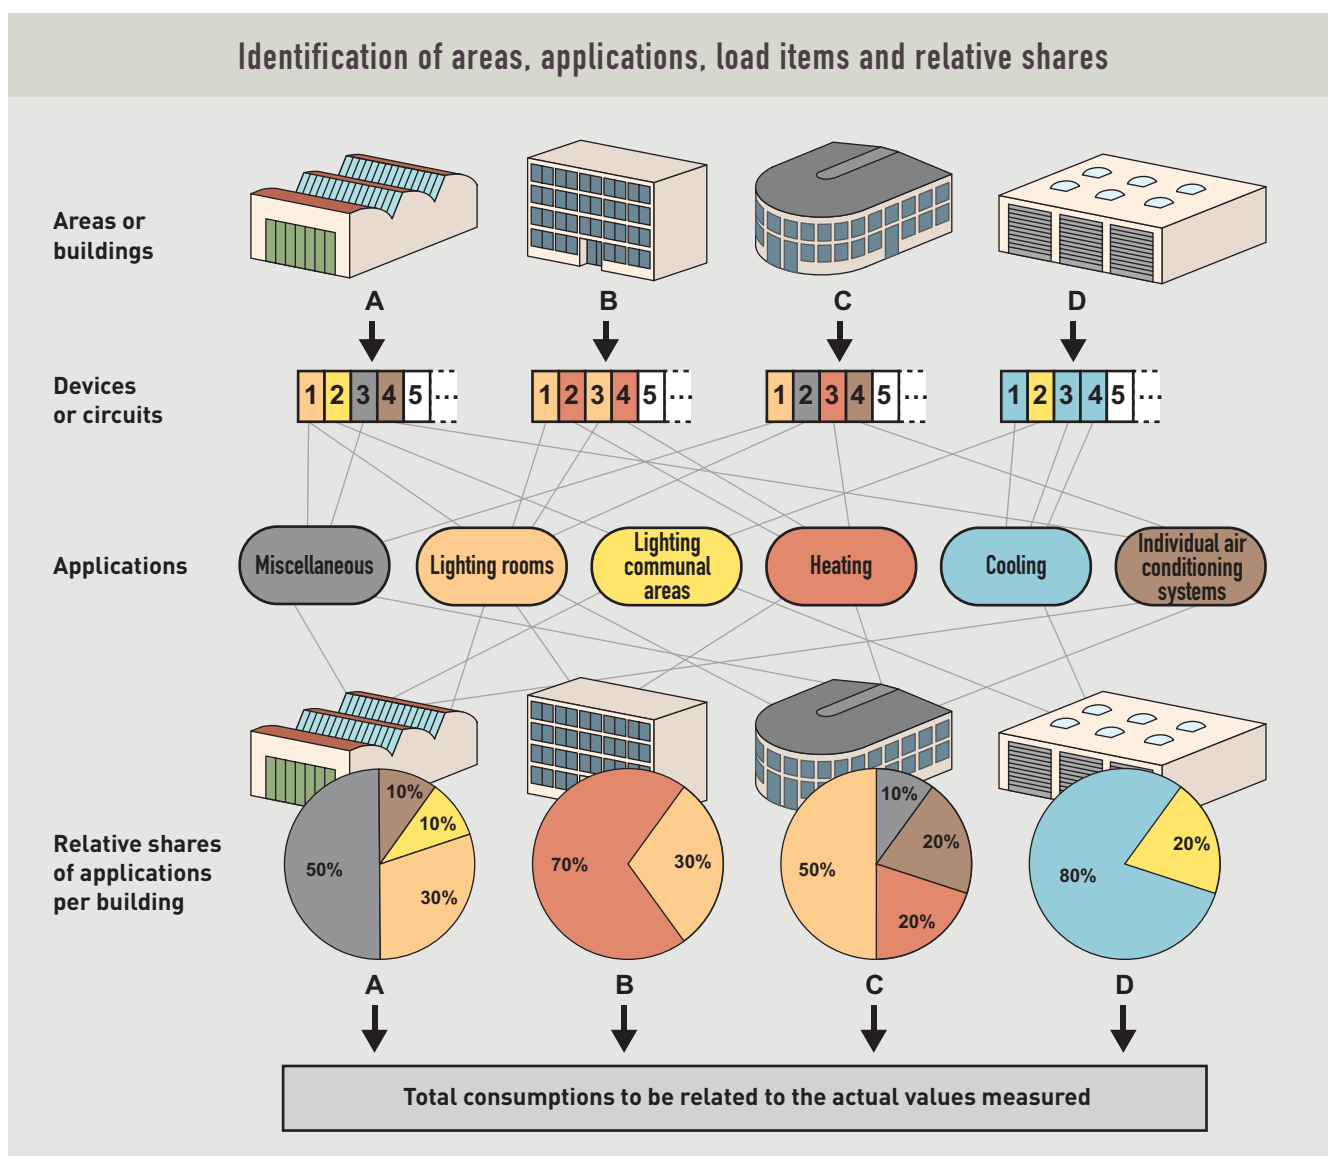 Identification of areas, applications, load items and relative shares
Areas or
buildings
A
B
C
D
Devices
or circuits
1 2 3 4 5 ...
1 2 3 4 5 ...
1 2 3 4 5 ...
1 2 3 4 5 ...
Applications
Miscellaneous
Lighting rooms
Lighting
communal
areas
Heating
Cooling
Individual air
conditioning
systems
Relative shares
of applications
per building
10%
10%
50%
30%
70%
30%
10%
20%
50%
20%
20%
80%
A
B
C
D
Total consumptions to be related to the actual values measured